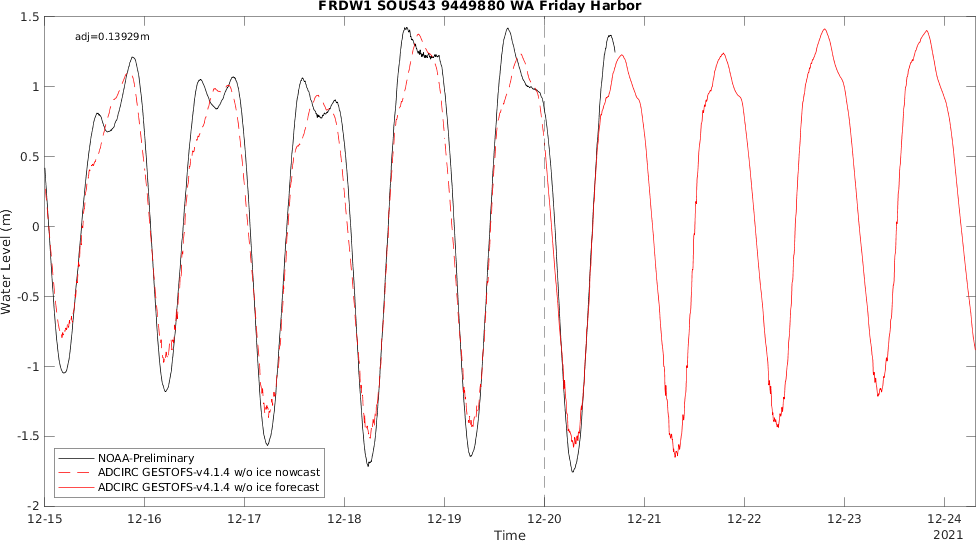 FRDW1 SOUS43 9449880 WA Friday Harbor
adj=0.13929m
1.5
1
0.5
0
-0.5
-1
-1.5
-2
Water Level (m)
NOAA-Preliminary
ADCIRC GESTOFS-v4.1.4 w/o ice nowcast
ADCIRC GESTOFS-v4.1.4 w/o ice forecast
12-15 12-16 12-17 12-18 12-19 12-20 12-21 12-22 12-23 12-24
Time
2021